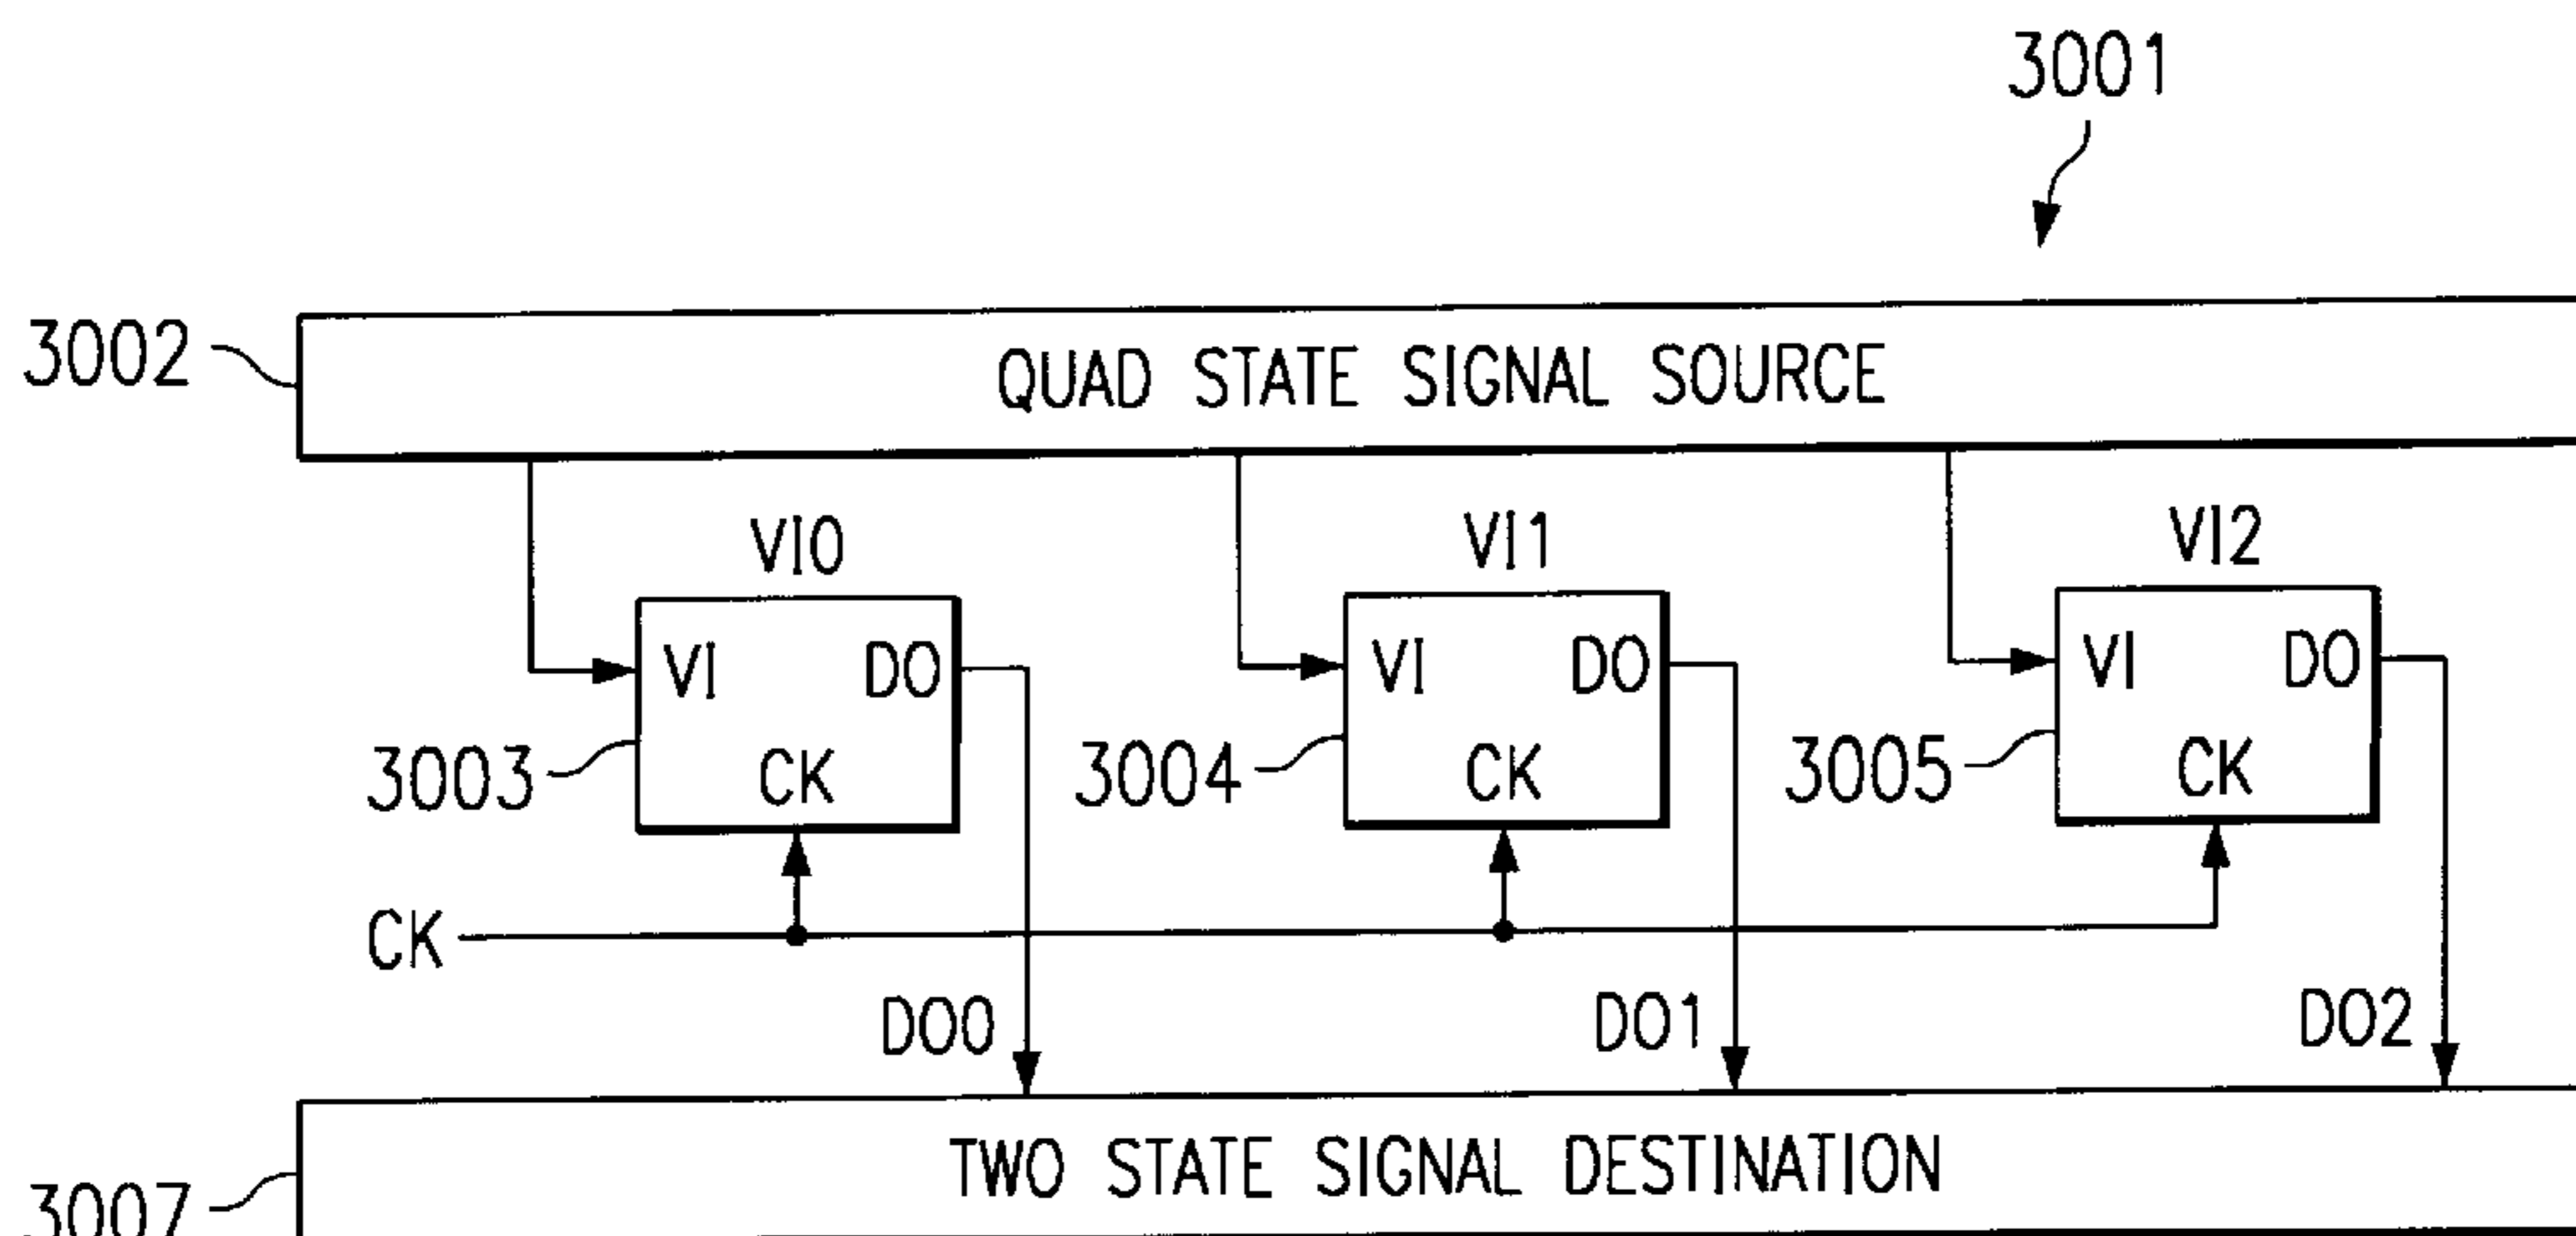 3001
3002
QUAD STATE SIGNAL SOURCE
VI0
VI1
VI2
VI DO
VI DO
VI DO
3003
CK
3004
CK
3005
CK
CK
DO0
DO1
DO2
TWO STATE SIGNAL DESTINATION
3007